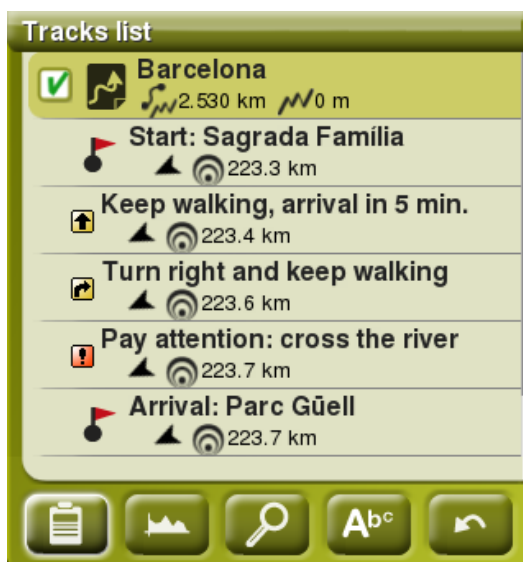 Tracks list
Barcelona
2.530 km 0 m
Start: Sagrada Família
223.3 km
Keep walking, arrival in 5 min.
223.4 km
Turn right and keep walking
223.6 km
Pay attention: cross the river
223.7 km
Arrival: Parc Gūell
223.7 km
Abc